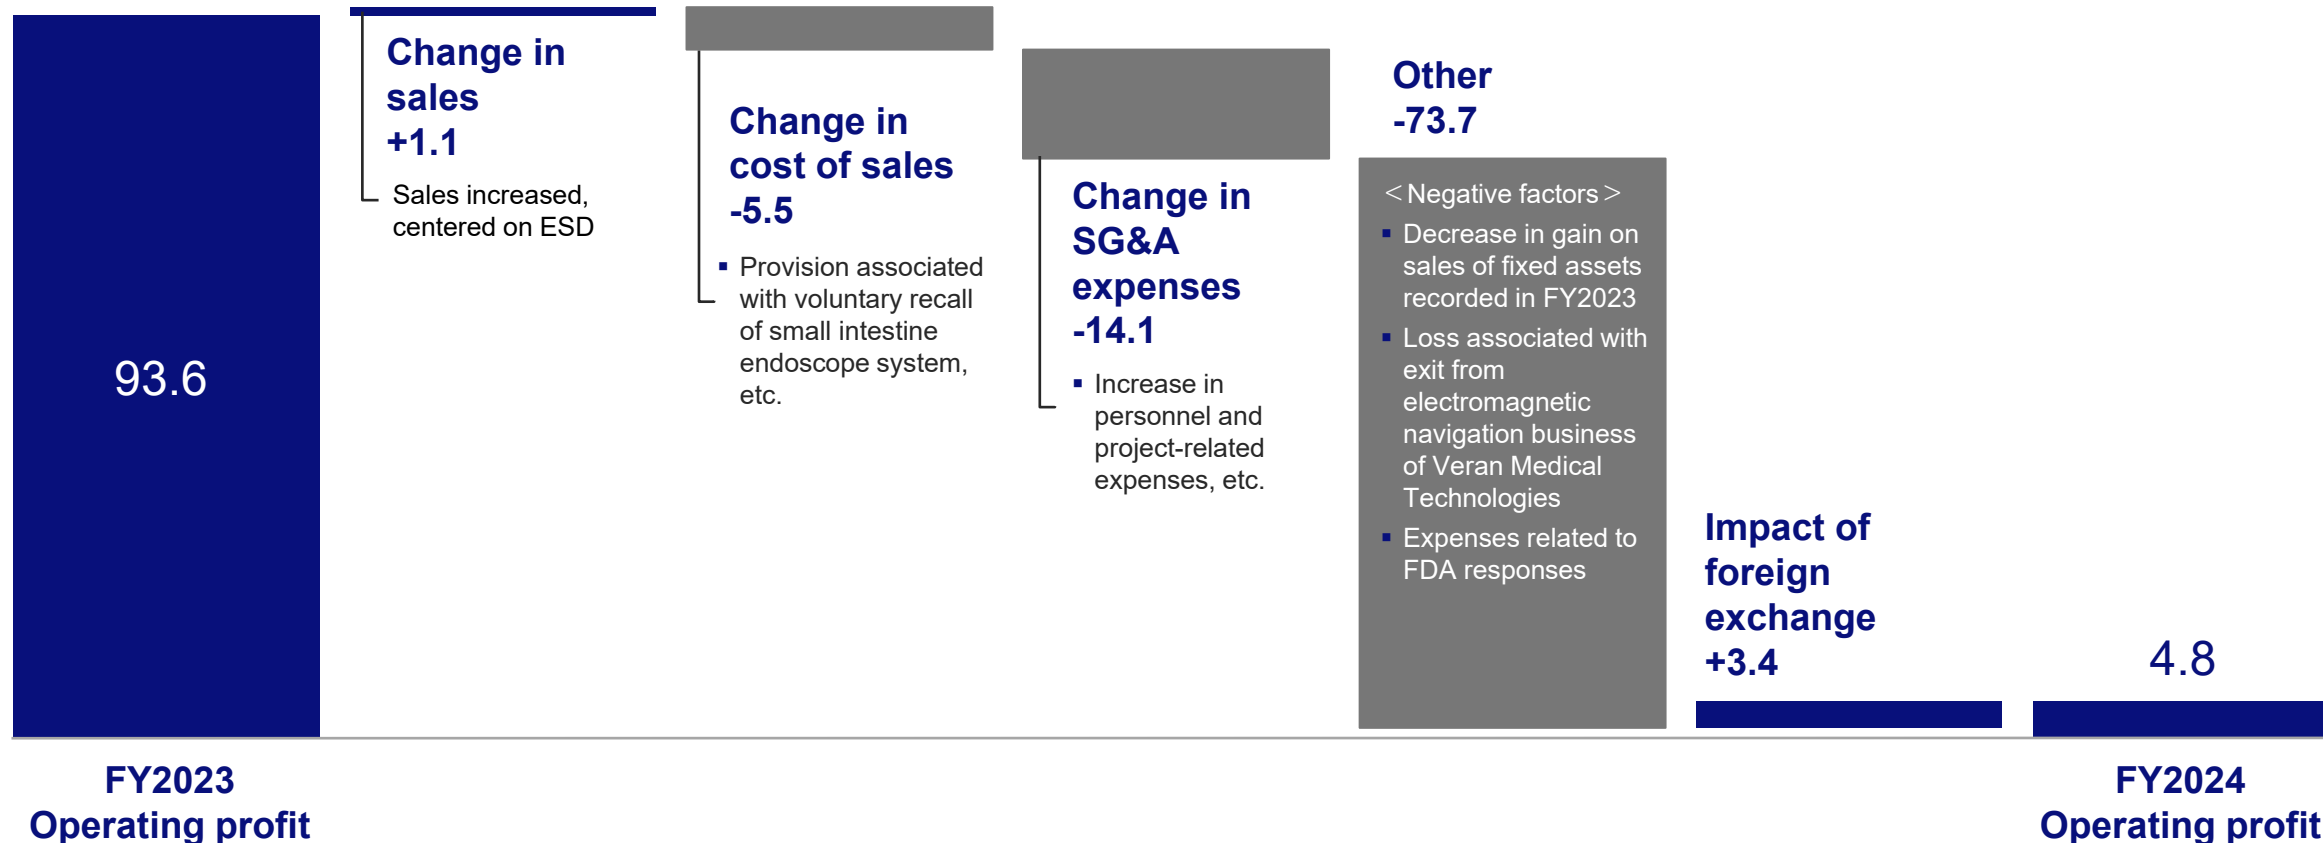 93.6
FY2023
Operating profit
Change in
sales
+1.1
Sales increased,
centered on ESD
Change in
cost of sales
-5.5
▪ Provision associated
with voluntary recall
of small intestine
endoscope system,
etc.
Change in
SG&A
expenses
-14.1
▪ Increase in
personnel and
project-related
expenses, etc.
Other
-73.7
＜Negative factors＞
▪ Decrease in gain on
sales of fixed assets
recorded in FY2023
▪ Loss associated with
exit from
electromagnetic
navigation business
of Veran Medical
Technologies
▪ Expenses related to
FDA responses
Impact of
foreign
exchange
+3.4
4.8
FY2024
Operating profit